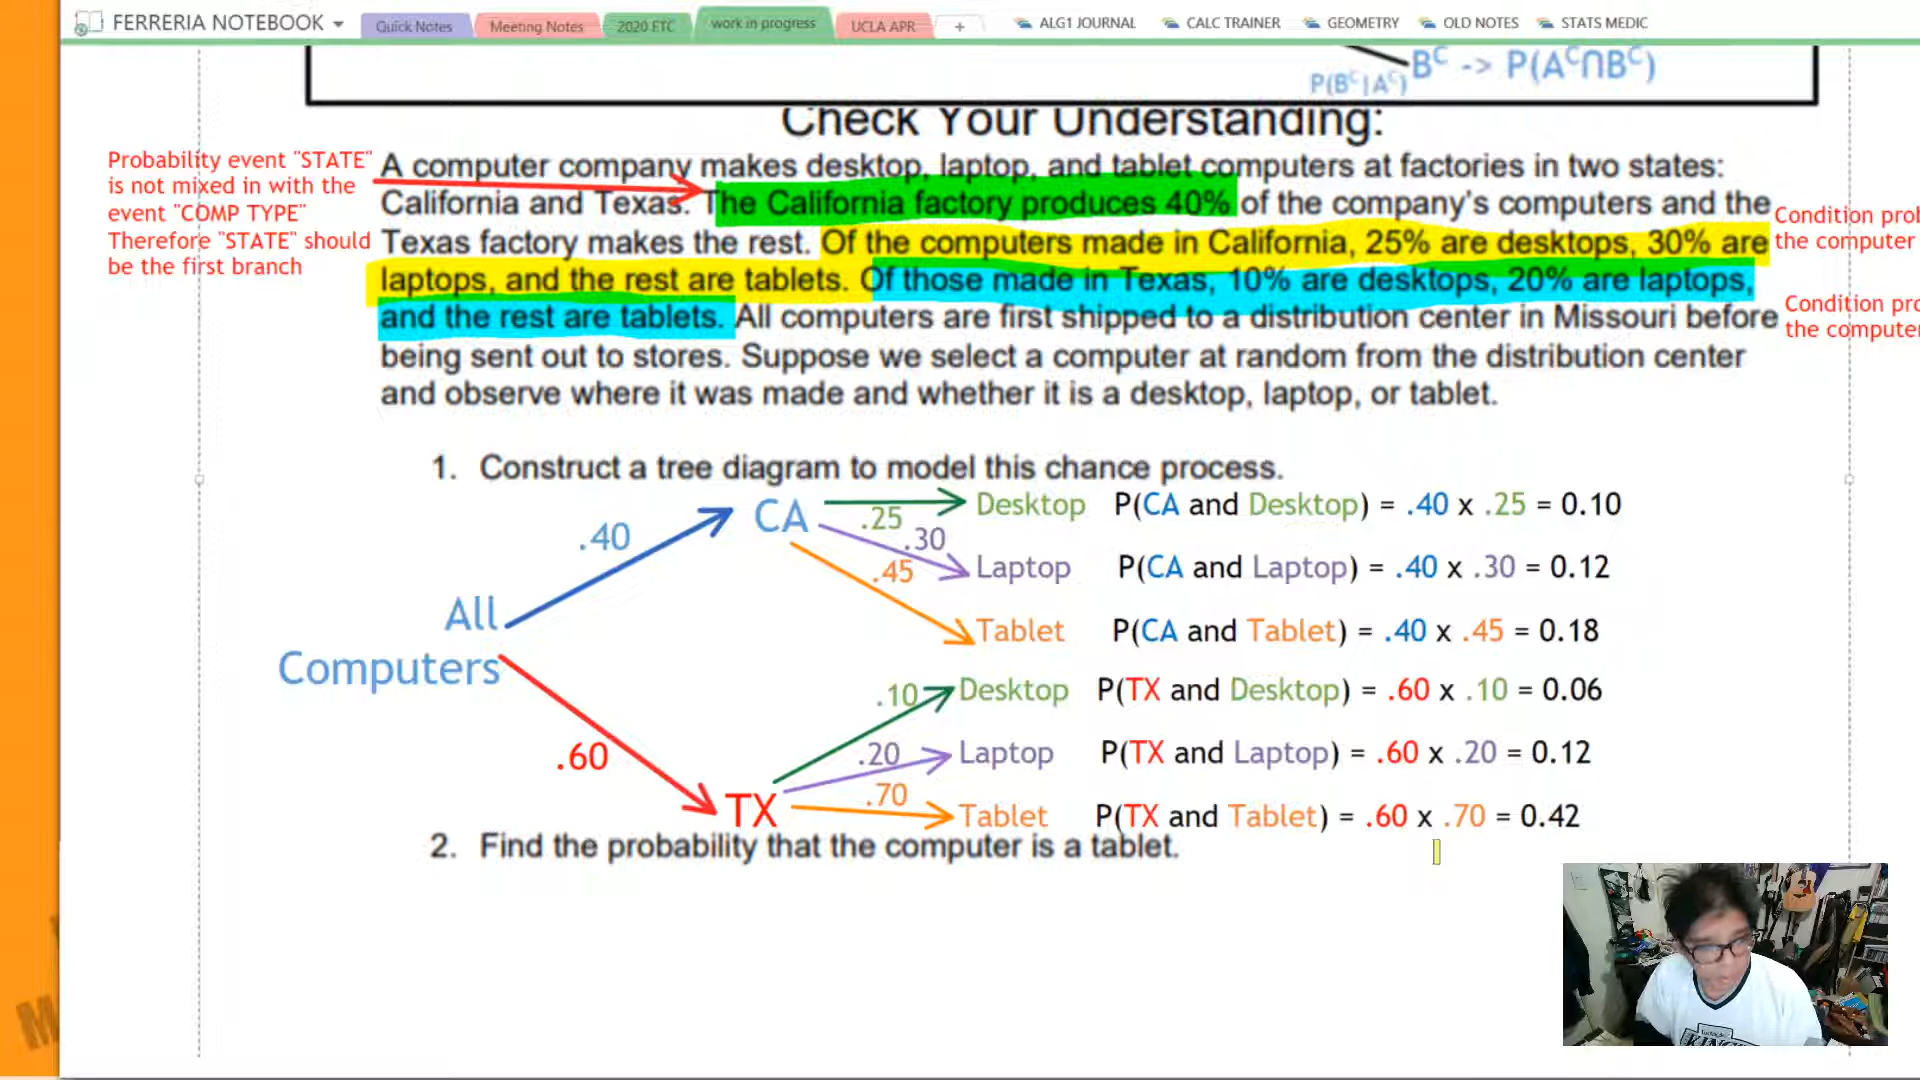 FERRERIA NOTEBOOK
Quick Notes
Meeting Notes
2020 ETC
work in progress
UCLA APR
+
ALG1 JOURNAL
CALC TRAINER
GEOMETRY
OLD NOTES
STATS MEDIC
P(Bᶜ|Aᶜ) Bᶜ -> P(Aᶜ∩Bᶜ)
Check Your Understanding:
Probability event "STATE"
is not mixed in with the
event "COMP TYPE"
Therefore "STATE" should
be the first branch
A computer company makes desktop, laptop, and tablet computers at factories in two states:
California and Texas. The California factory produces 40% of the company's computers and the
Texas factory makes the rest. Of the computers made in California, 25% are desktops, 30% are
laptops, and the rest are tablets. Of those made in Texas, 10% are desktops, 20% are laptops,
and the rest are tablets. All computers are first shipped to a distribution center in Missouri before
being sent out to stores. Suppose we select a computer at random from the distribution center
and observe where it was made and whether it is a desktop, laptop, or tablet.
Condition
the computer
Condition
the computer
1. Construct a tree diagram to model this chance process.
All
Computers
.40
CA
.25
Desktop P(CA and Desktop) = .40 x .25 = 0.10
.30
Laptop P(CA and Laptop) = .40 x .30 = 0.12
.45
Tablet P(CA and Tablet) = .40 x .45 = 0.18
.60
TX
.10
Desktop P(TX and Desktop) = .60 x .10 = 0.06
.20
Laptop P(TX and Laptop) = .60 x .20 = 0.12
.70
Tablet P(TX and Tablet) = .60 x .70 = 0.42
2. Find the probability that the computer is a tablet.